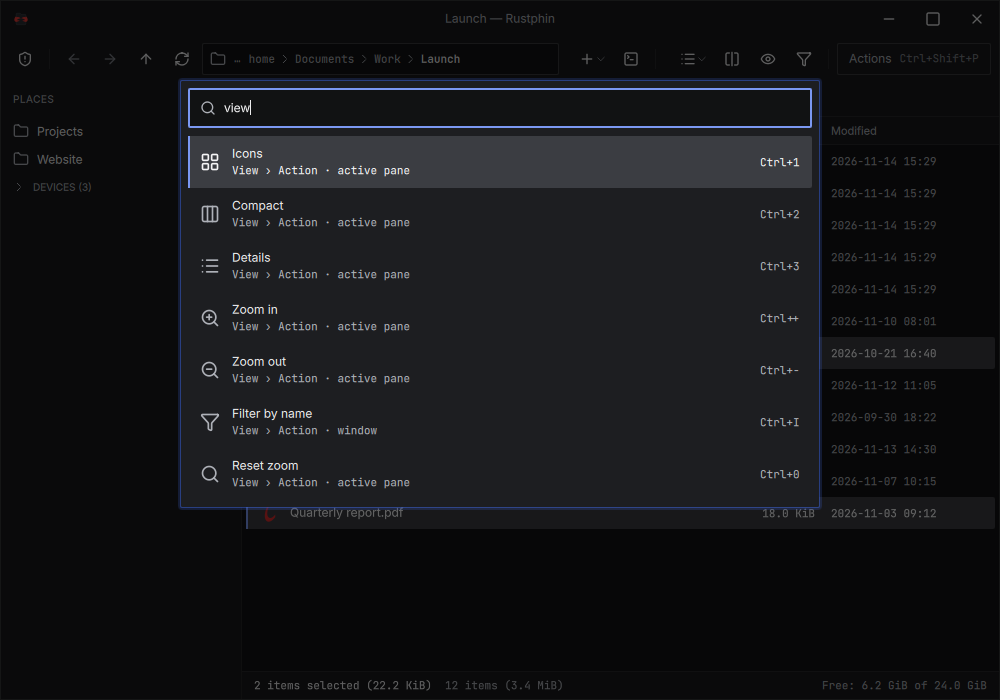 Launch — Rustphin
… home > Documents > Work > Launch
Actions Ctrl+Shift+P
PLACES
Projects
Website
> DEVICES (3)
view
Icons
View › Action · active pane
Ctrl+1
Compact
View › Action · active pane
Ctrl+2
Details
View › Action · active pane
Ctrl+3
Zoom in
View › Action · active pane
Ctrl++
Zoom out
View › Action · active pane
Ctrl+-
Filter by name
View › Action · window
Ctrl+I
Reset zoom
View › Action · active pane
Ctrl+0
Modified
2026-11-14 15:29
2026-11-14 15:29
2026-11-14 15:29
2026-11-14 15:29
2026-11-14 15:29
2026-11-10 08:01
2026-10-21 16:40
2026-11-12 11:05
2026-09-30 18:22
2026-11-13 14:30
2026-11-07 10:15
Quarterly report.pdf 18.0 KiB 2026-11-03 09:12
2 items selected (22.2 KiB) 12 items (3.4 MiB)
Free: 6.2 GiB of 24.0 GiB